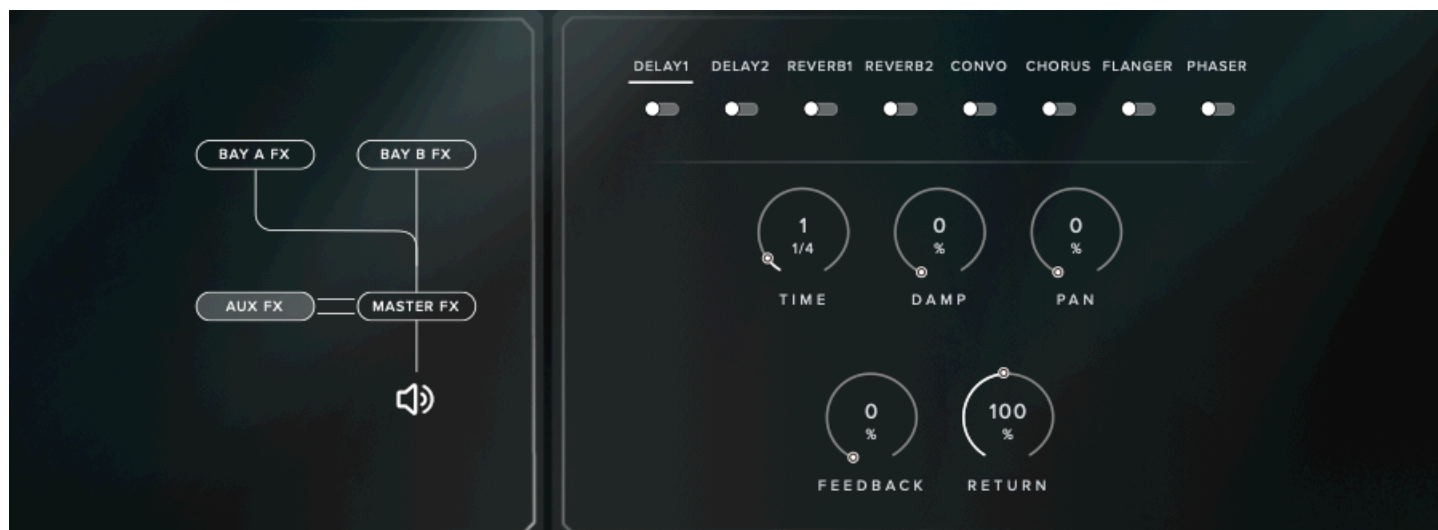 BAY A FX
BAY B FX
AUX FX
MASTER FX
DELAY1 DELAY2 REVERB1 REVERB2 CONVO CHORUS FLANGER PHASER
1 0 0
1/4 % %
TIME DAMP PAN
0 100
% %
FEEDBACK RETURN